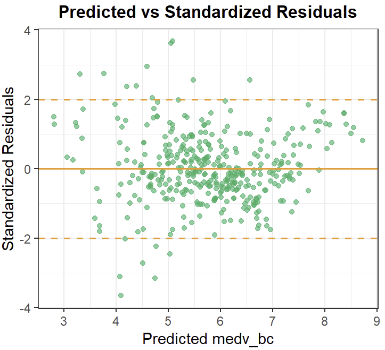 Predicted vs Standardized Residuals
Standardized Residuals
4
2
0
-2
-4
3 4 5 6 7 8 9
Predicted medv_bc